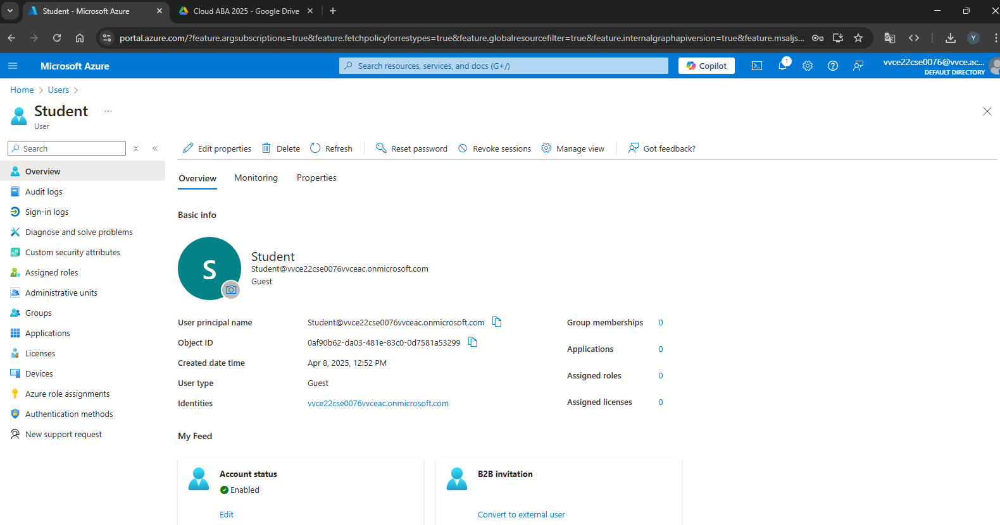 Student - Microsoft Azure
Cloud ABA 2025 - Google Drive
portal.azure.com/?feature.argsubscriptions=true&feature.fetchpolicyforrestypes=true&feature.globalresourcefilter=true&feature.internalgraphapiversion=true&feature.msaljs...
Y
Microsoft Azure
Search resources, services, and docs (G+/)
Copilot
1
vvce22cse0076@vvce.ac...
DEFAULT DIRECTORY
Home > Users >
Student ...
User
Search
Edit properties Delete Refresh Reset password Revoke sessions Manage view Got feedback?
Overview
Audit logs
Sign-in logs
Diagnose and solve problems
Custom security attributes
Assigned roles
Administrative units
Groups
Applications
Licenses
Devices
Azure role assignments
Authentication methods
New support request
Overview Monitoring Properties
Basic info
S
Student
Student@vvce22cse0076vvceac.onmicrosoft.com
Guest
User principal name Student@vvce22cse0076vvceac.onmicrosoft.com
Object ID 0af90b62-da03-481e-83c0-0d7581a53299
Created date time Apr 8, 2025, 12:52 PM
User type Guest
Identities vvce22cse0076vvceac.onmicrosoft.com
Group memberships 0
Applications 0
Assigned roles 0
Assigned licenses 0
My Feed
Account status
Enabled
Edit
B2B invitation
Convert to external user